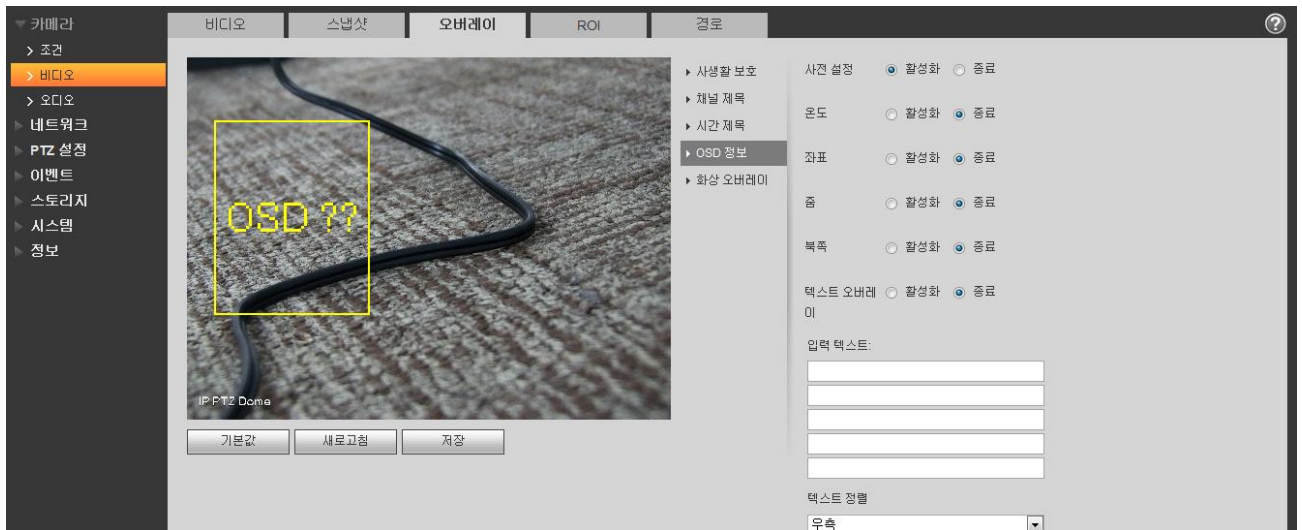 카메라
조건
비디오
오디오
네트워크
PTZ 설정
이벤트
스토리지
시스템
정보
비디오
스냅샷
오버레이
ROI
경로
?
OSD ??
IP PTZ Dome
기본값
새로고침
저장
사생활 보호
채널 제목
시간 제목
OSD 정보
화상 오버레이
사전 설정 활성화 종료
온도 활성화 종료
좌표 활성화 종료
줌 활성화 종료
북쪽 활성화 종료
텍스트 오버레 활성화 종료
이
입력 텍스트:
텍스트 정렬
우측